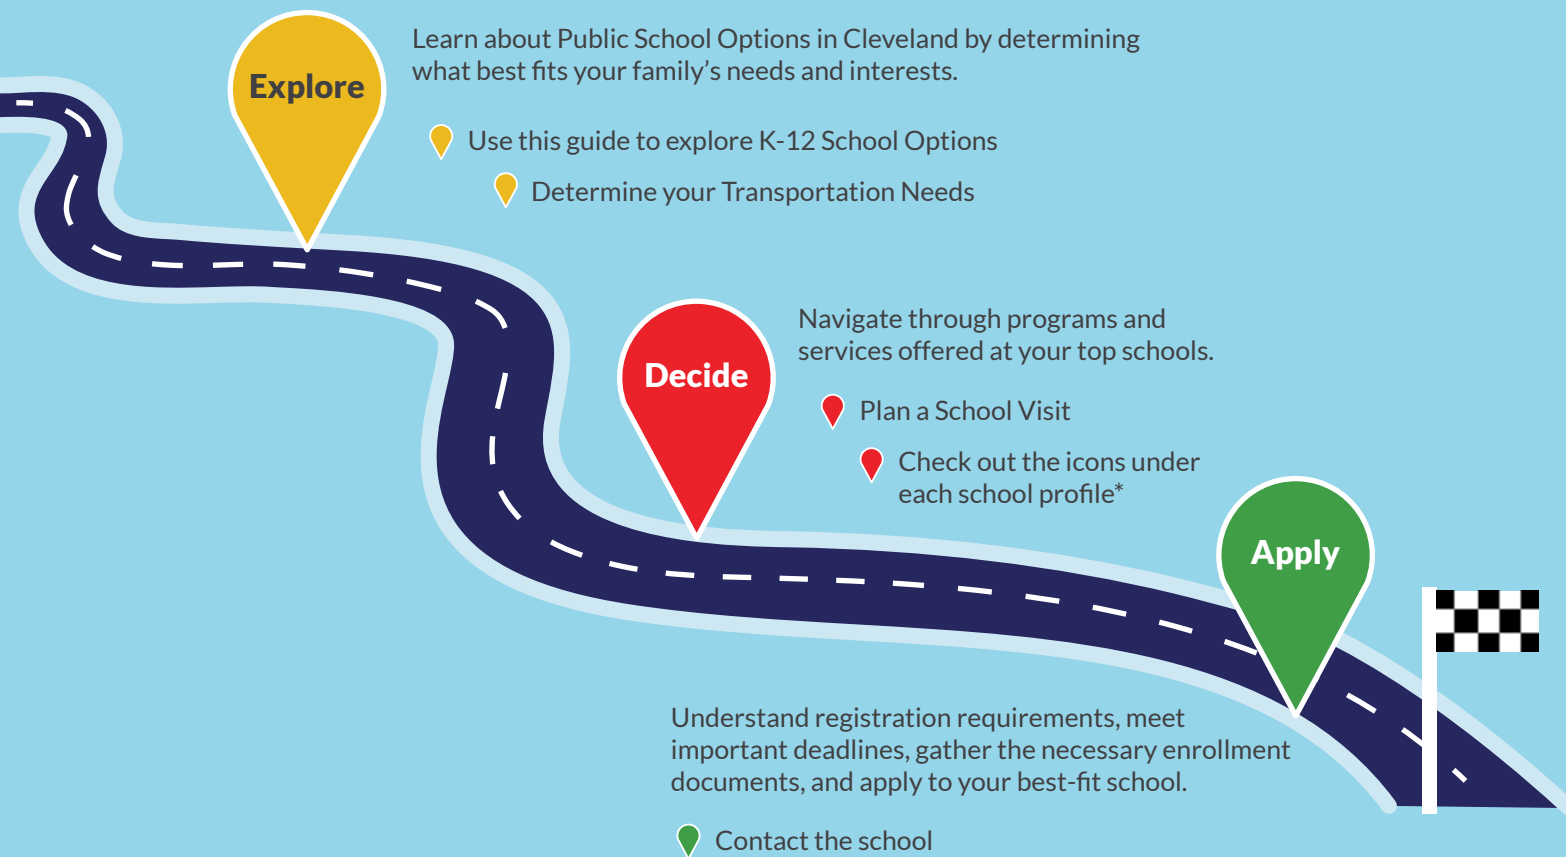 Explore
Learn about Public School Options in Cleveland by determining
what best fits your family’s needs and interests.
Use this guide to explore K-12 School Options
Determine your Transportation Needs
Decide
Navigate through programs and
services offered at your top schools.
Plan a School Visit
Check out the icons under
each school profile*
Apply
Understand registration requirements, meet
important deadlines, gather the necessary enrollment
documents, and apply to your best-fit school.
Contact the school